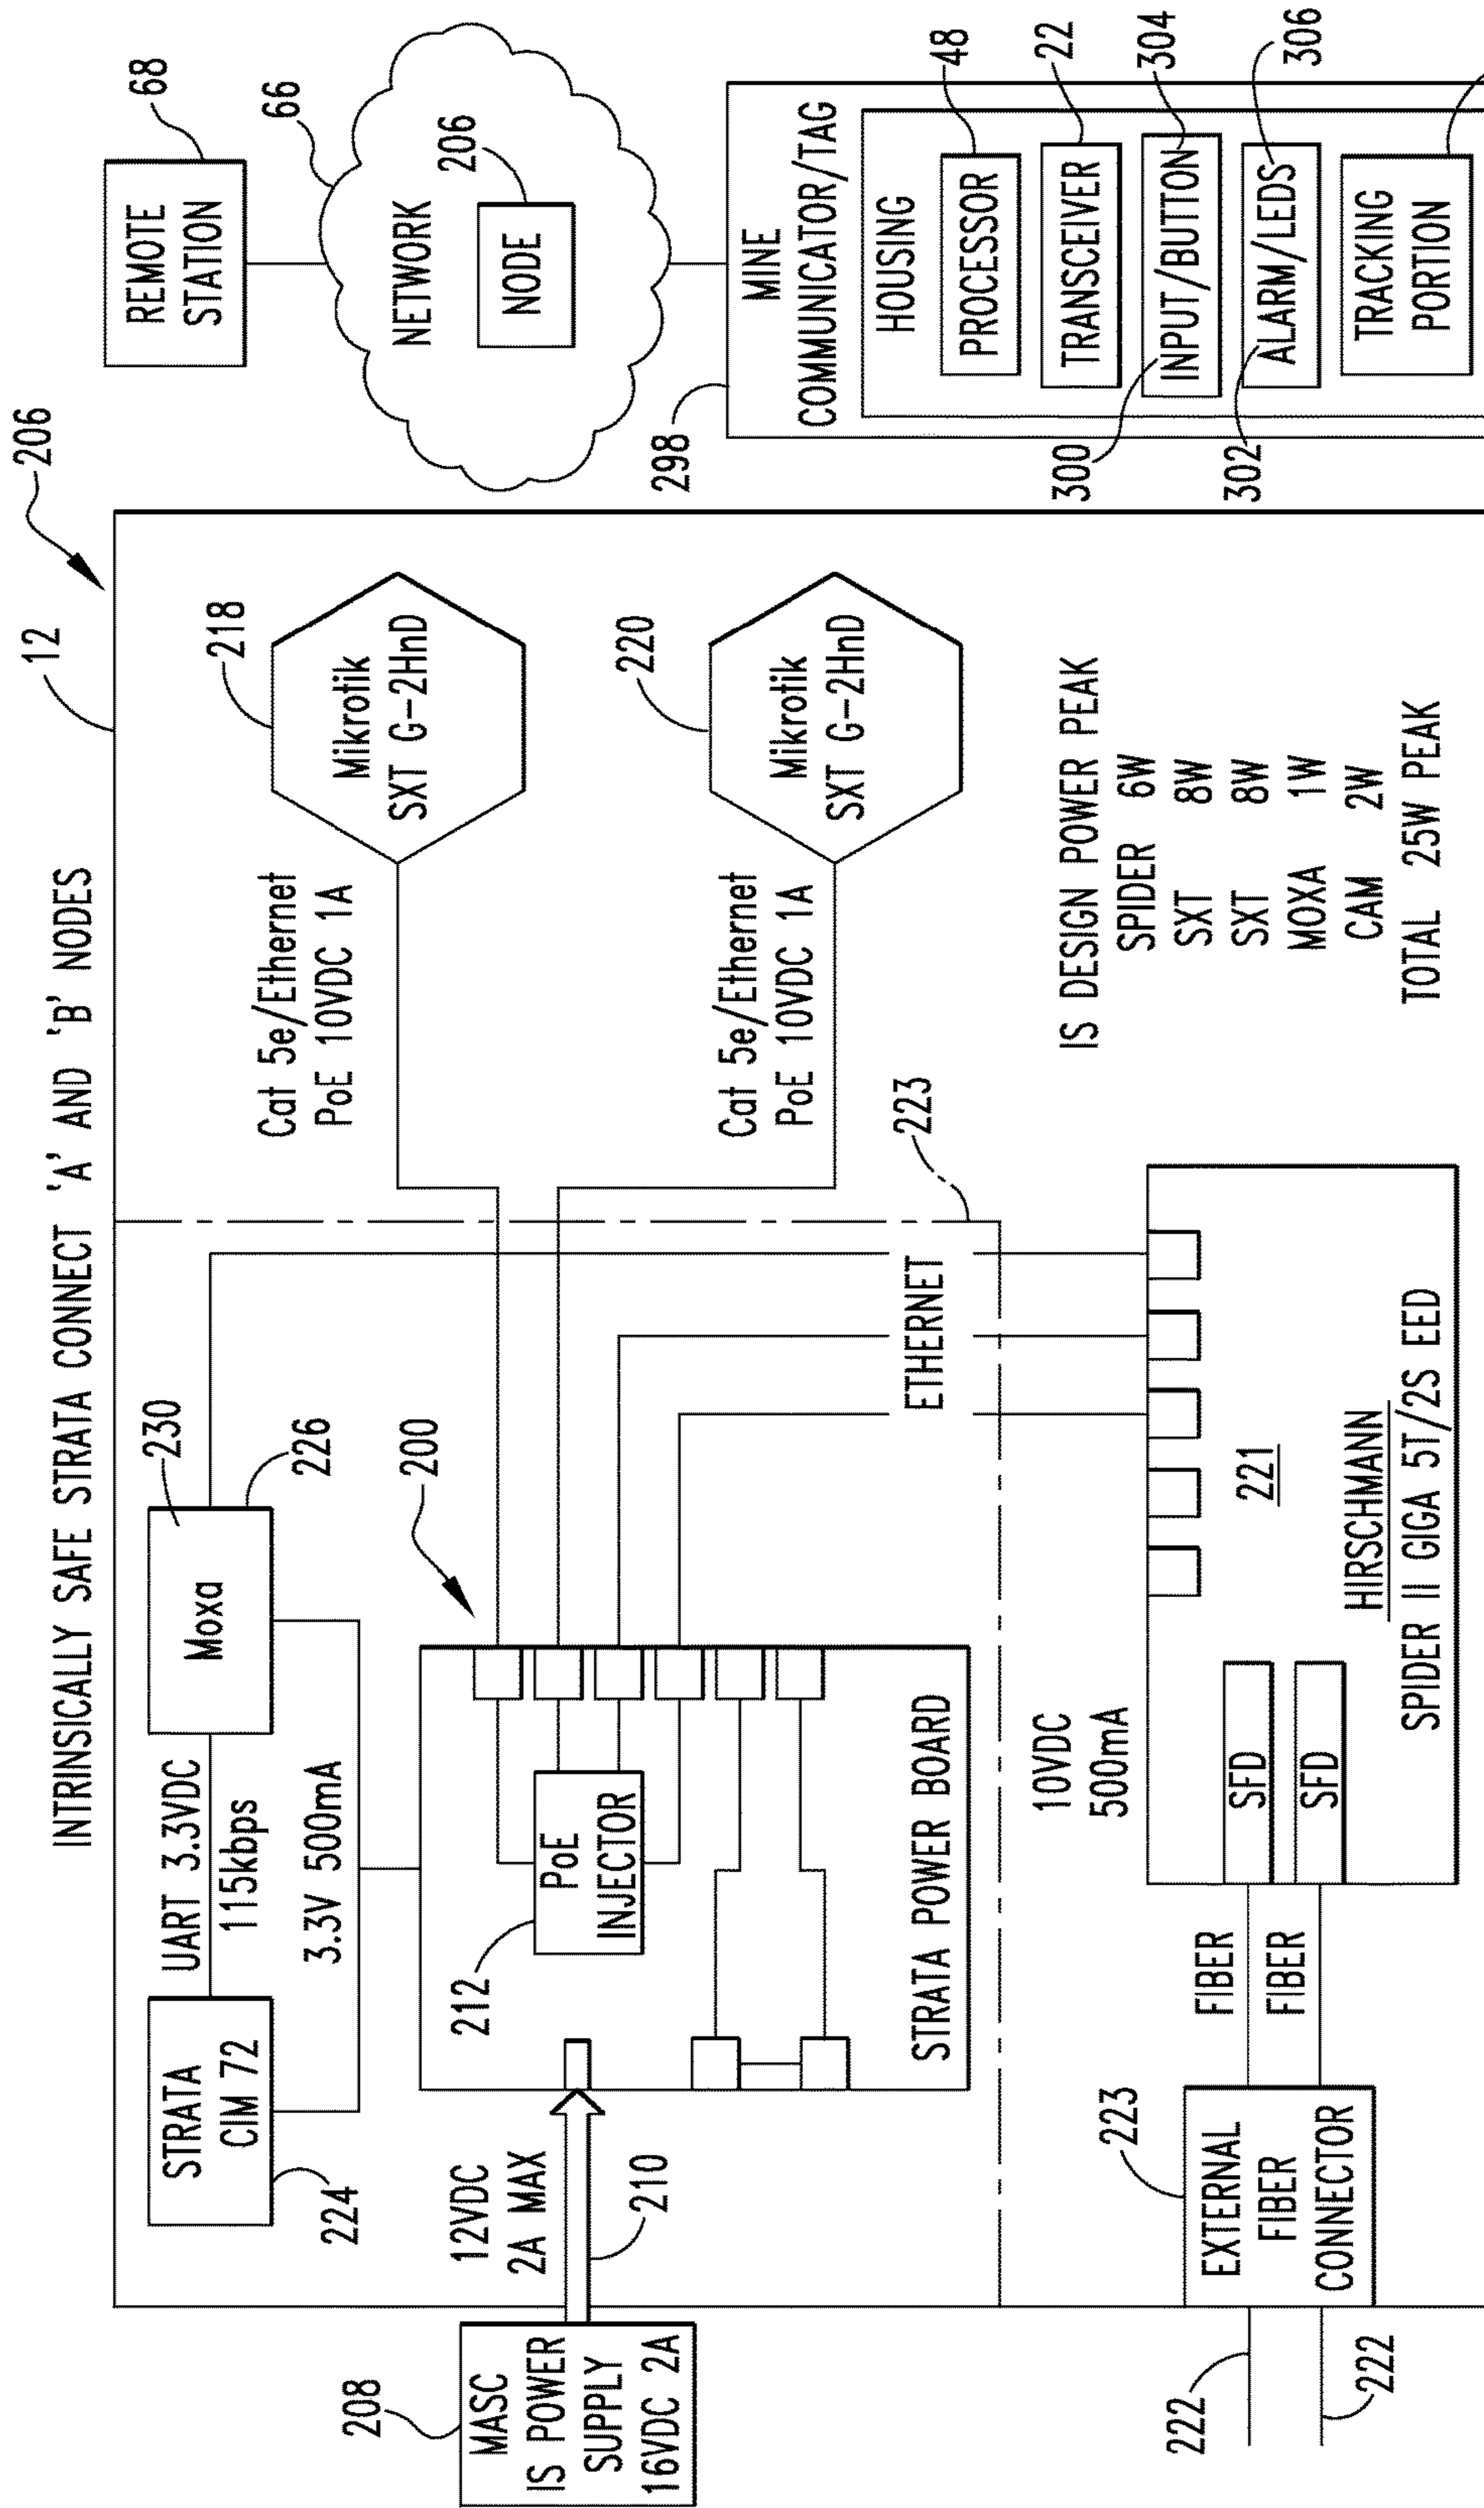 INTRINSICALLY SAFE STRATA CONNECT 'A' AND 'B' NODES
206
12
STRATA
CIM 72
224
UART 3.3VDC
115kbps
3.3V 500mA
Moxa
230
226
200
MASC
IS POWER
SUPPLY
16VDC 2A
208
12VDC
2A MAX
210
212
PoE
INJECTOR
STRATA POWER BOARD
Cat 5e/Ethernet
PoE 10VDC 1A
Mikrotik
SXT G-2HnD
218
Cat 5e/Ethernet
PoE 10VDC 1A
Mikrotik
SXT G-2HnD
220
ETHERNET
223
10VDC
500mA
222
222
223
EXTERNAL
FIBER
CONNECTOR
FIBER
FIBER
SFD
SFD
221
HIRSCHMANN
SPIDER II GIGA 5T/2S EED
IS DESIGN POWER PEAK
SPIDER 6W
SXT 8W
SXT 8W
MOXA 1W
CAM 2W
TOTAL 25W PEAK
REMOTE
STATION
68
66
NETWORK
NODE
206
298
MINE
COMMUNICATOR/TAG
HOUSING
PROCESSOR
48
TRANSCEIVER
22
300
INPUT/BUTTON
304
302
ALARM/LEDS
306
TRACKING
PORTION